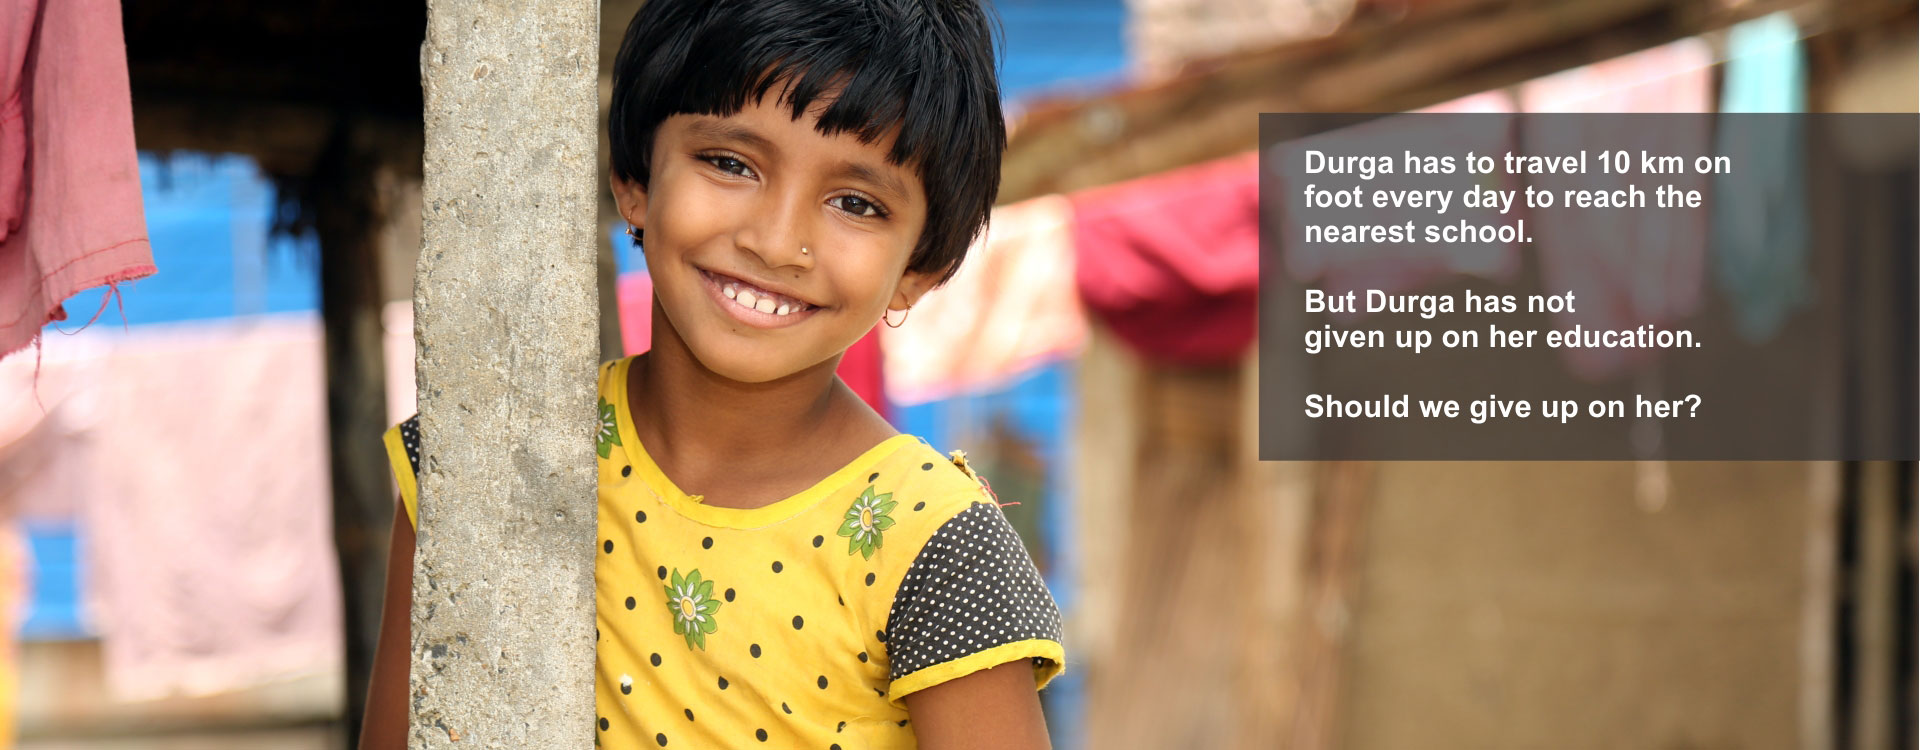 Durga has to travel 10 km on
foot every day to reach the
nearest school.
But Durga has not
given up on her education.
Should we give up on her?